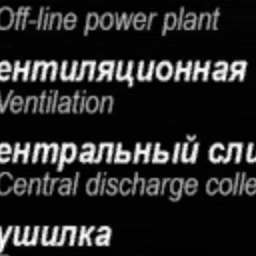 Off-line power plant
ентиляционная
Ventilation
ентральный сли
Central discharge colle
ушилка